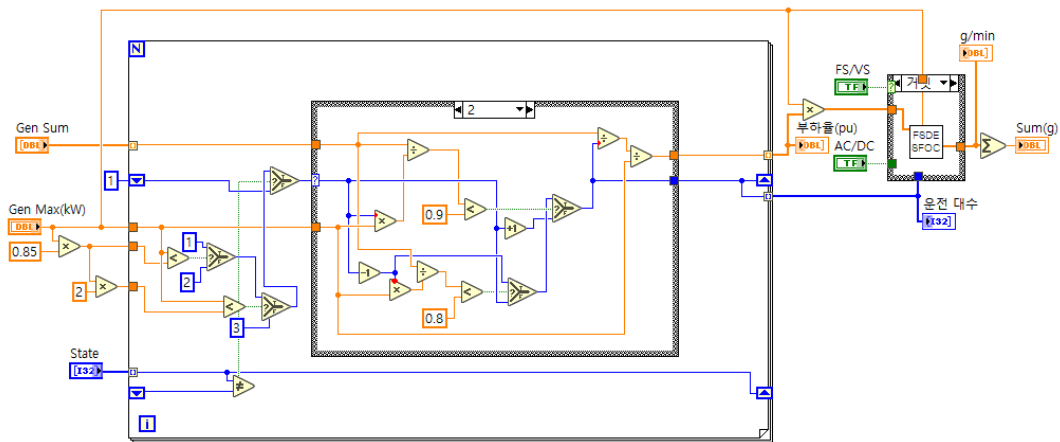 g/min
DBL
N
FS/VS
TF
거짓
2
Gen Sum
DBL
부하율(pu)
DBL
FSDE
SFOC
Sum(g)
DBL
AC/DC
TF
1
?
Gen Max(kW)
DBL
0.9
+1
운전 대수
I32
0.85
1
2
2
-1
0.8
3
State
I32
i